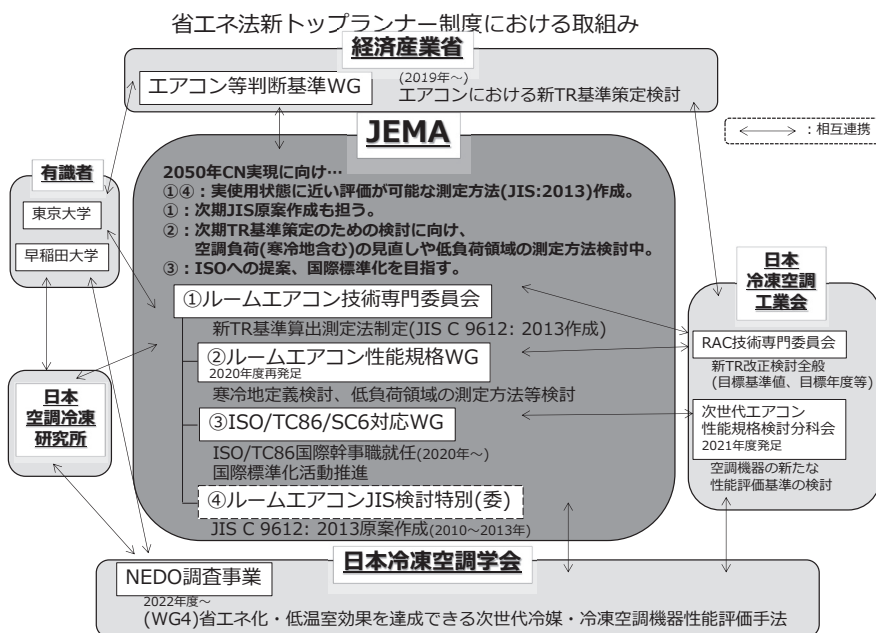 省エネ法新トップランナー制度における取組み
経済産業省
エアコン等判断基準WG
(2019年～)
エアコンにおける新TR基準策定検討
JEMA
：相互連携
2050年CN実現に向け…
①④：実使用状態に近い評価が可能な測定方法(JIS:2013)作成。
①：次期JIS原案作成も担う。
②：次期TR基準策定のための検討に向け、
空調負荷(寒冷地含む)の見直しや低負荷領域の測定方法検討中。
③：ISOへの提案、国際標準化を目指す。
有識者
東京大学
早稲田大学
①ルームエアコン技術専門委員会
新TR基準算出測定法制定(JIS C 9612: 2013作成)
②ルームエアコン性能規格WG
2020年度再発足
寒冷地定義検討、低負荷領域の測定方法等検討
③ISO/TC86/SC6対応WG
ISO/TC86国際幹事職就任(2020年～)
国際標準化活動推進
④ルームエアコンJIS検討特別(委)
JIS C 9612: 2013原案作成(2010～2013年)
日本
冷凍空調
工業会
RAC技術専門委員会
新TR改正検討全般
(目標基準値、目標年度等)
次世代エアコン
性能規格検討分科会
2021年度発足
空調機器の新たな
性能評価基準の検討
日本
空調冷凍
研究所
日本冷凍空調学会
NEDO調査事業
2022年度～
(WG4)省エネ化・低温室効果を達成できる次世代冷媒・冷凍空調機器性能評価手法